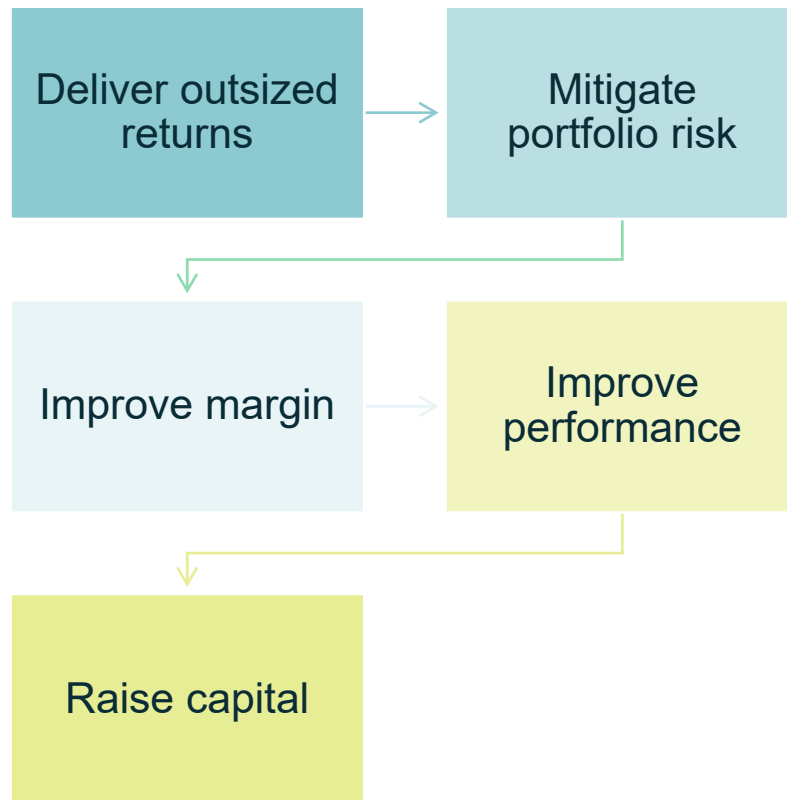 Deliver outsized
returns
Mitigate
portfolio risk
Improve margin
Improve
performance
Raise capital